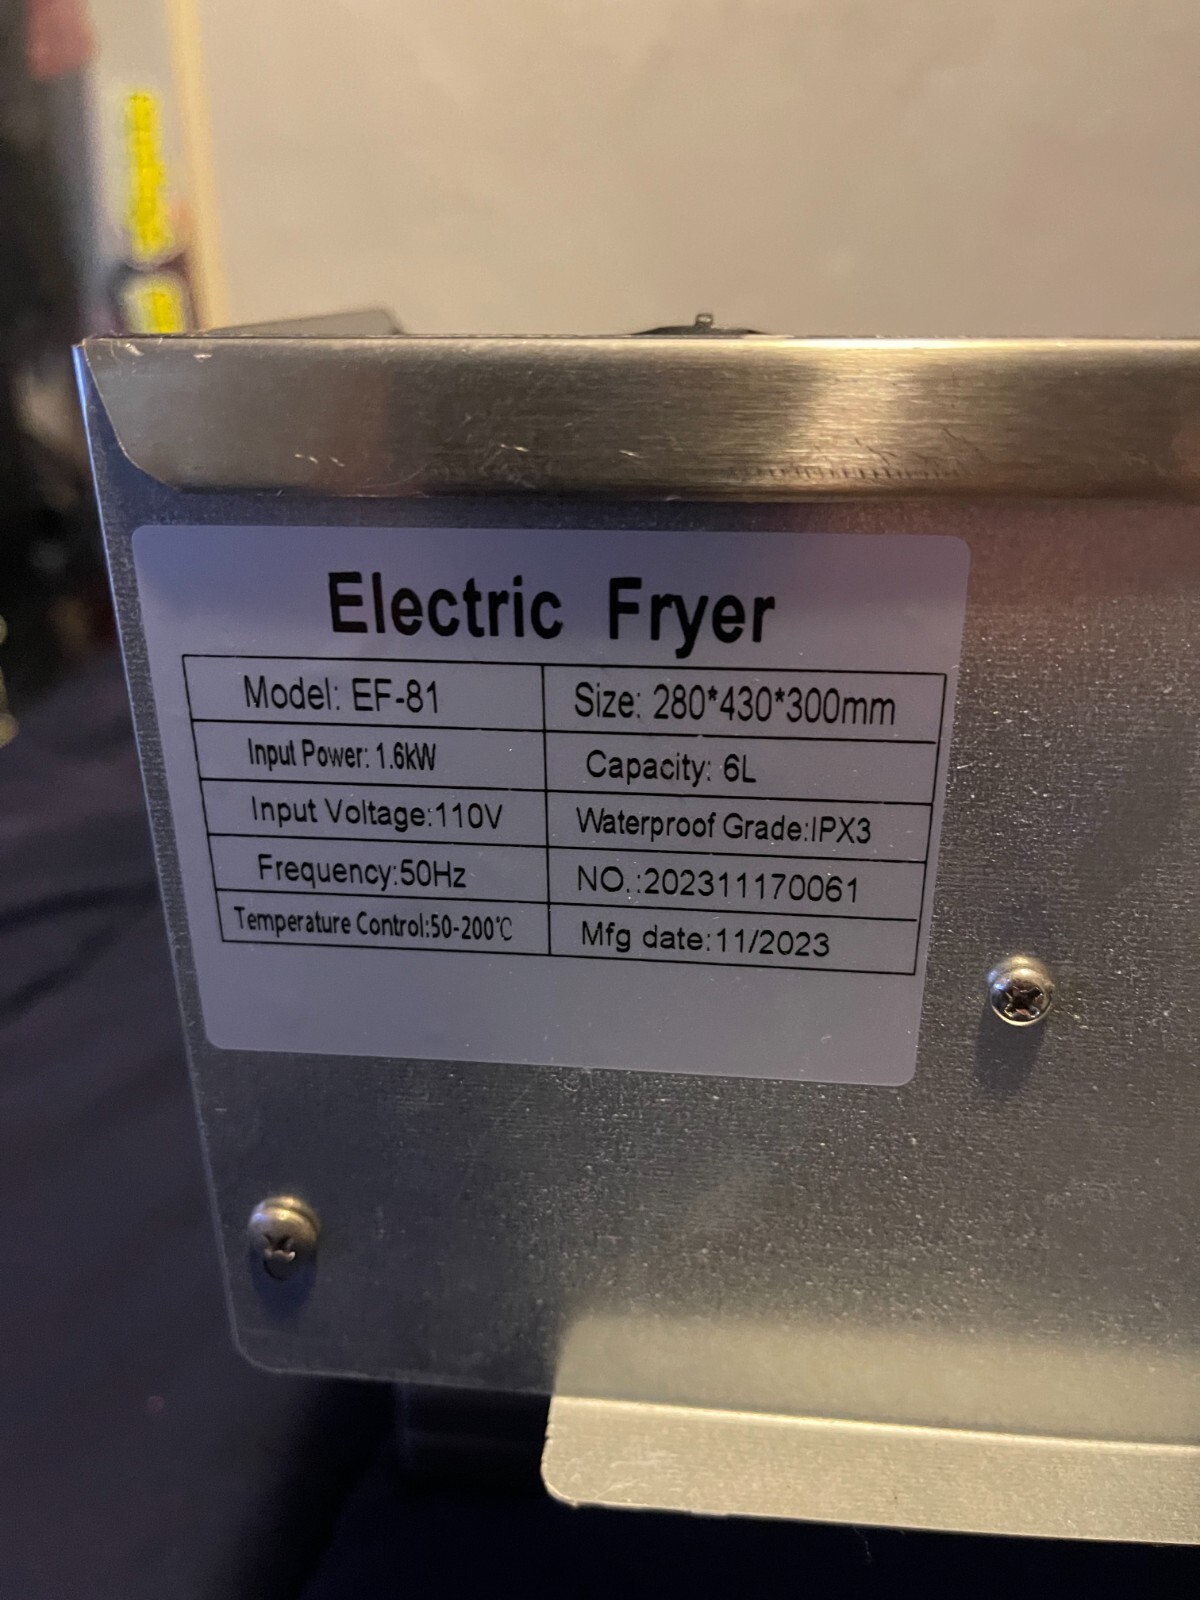 Electric Fryer
Model: EF-81
Size: 280*430*300mm
Input Power: 1.6kW
Capacity: 6L
Input Voltage:110V
Waterproof Grade:IPX3
Frequency:50Hz
NO.:202311170061
Temperature Control:50-200℃
Mfg date:11/2023